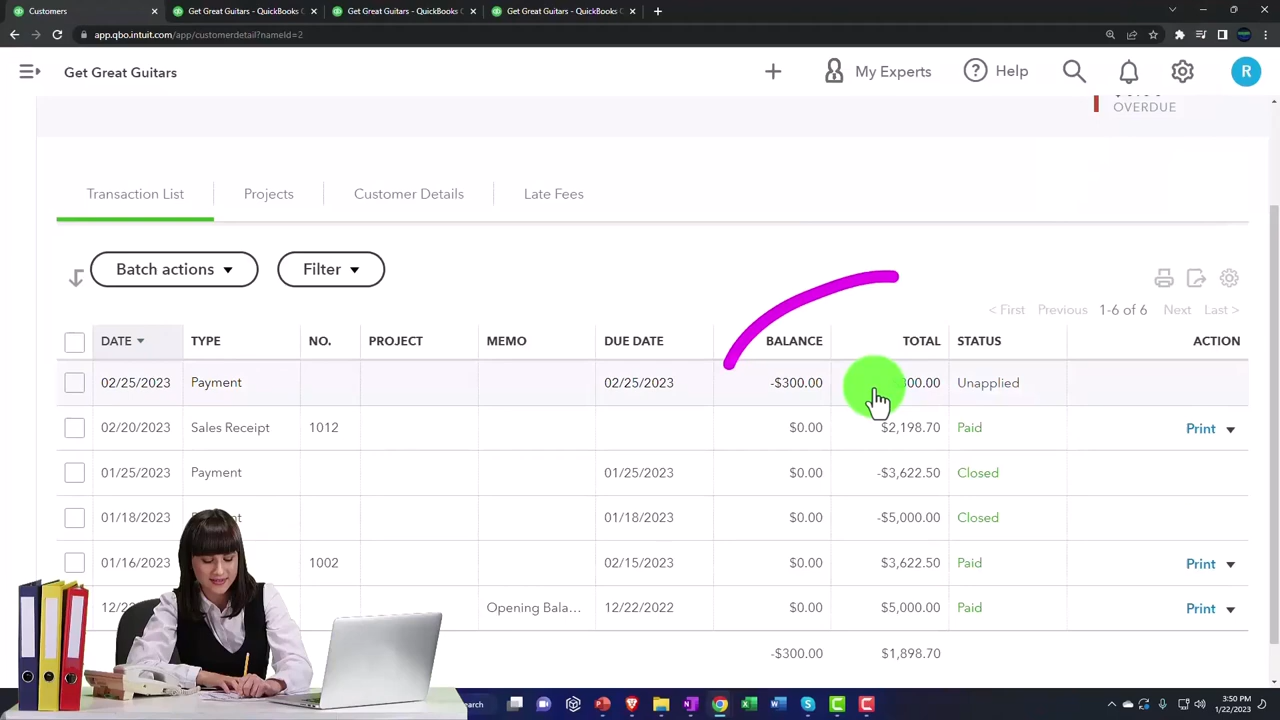 Customers × Get Great Guitars - QuickBooks × Get Great Guitars - QuickBooks C × Get Great Guitars - QuickBooks C × +
app.qbo.intuit.com/app/customerdetail?nameId=2
Get Great Guitars + My Experts Help R
OVERDUE
Transaction List Projects Customer Details Late Fees
Batch actions Filter
< First Previous 1-6 of 6 Next Last >
DATE TYPE NO. PROJECT MEMO DUE DATE BALANCE TOTAL STATUS ACTION
02/25/2023 Payment 02/25/2023 -$300.00 Unapplied
02/20/2023 Sales Receipt 1012 $0.00 $2,198.70 Paid Print
01/25/2023 Payment 01/25/2023 $0.00 -$3,622.50 Closed
01/18/2023 01/18/2023 $0.00 -$5,000.00 Closed
01/16/2023 1002 02/15/2023 $0.00 $3,622.50 Paid Print
Opening Bala... 12/22/2022 $0.00 $5,000.00 Paid Print
-$300.00 $1,898.70
3:50 PM
1/22/2023